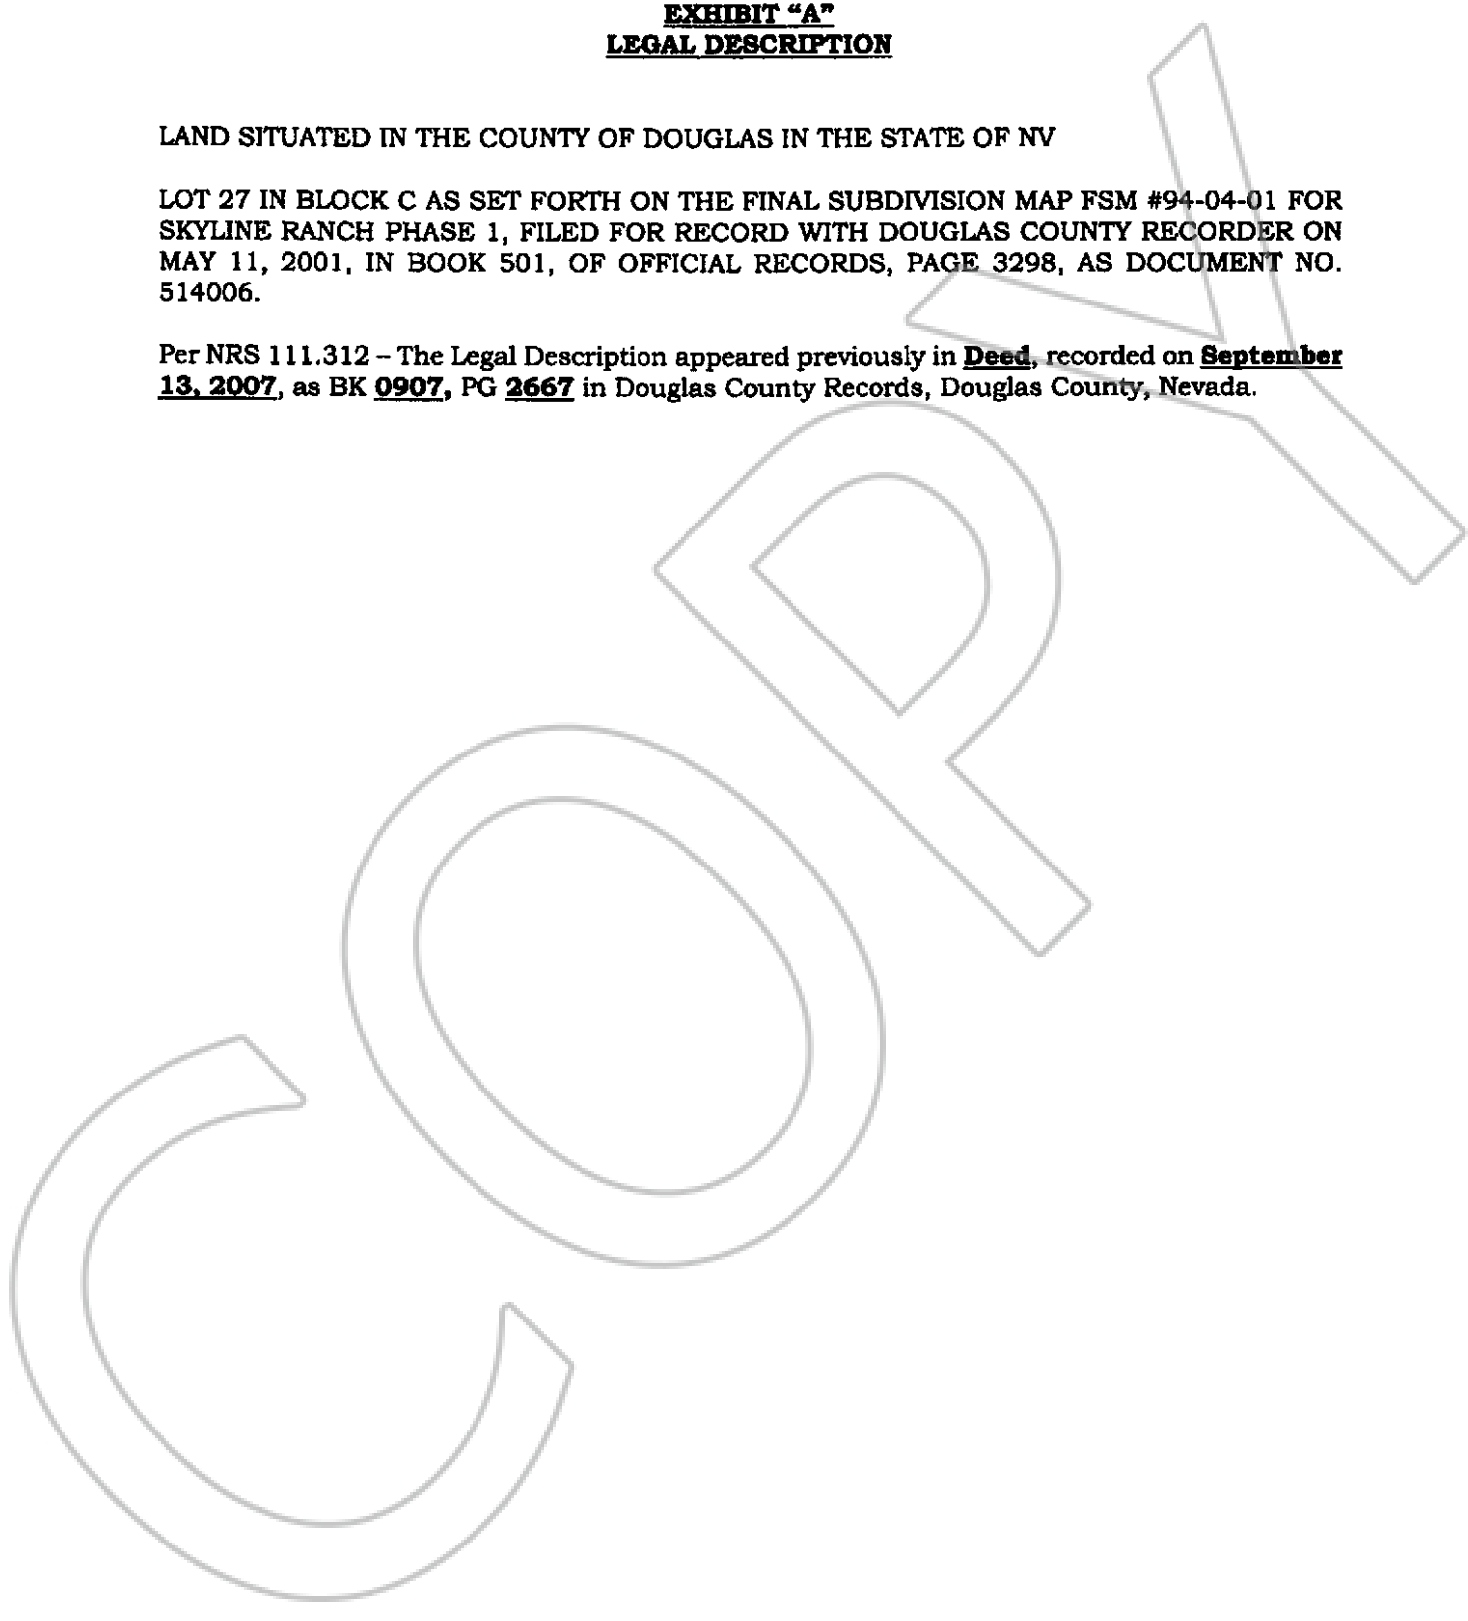 EXHIBIT “A”
LEGAL DESCRIPTION
LAND SITUATED IN THE COUNTY OF DOUGLAS IN THE STATE OF NV
LOT 27 IN BLOCK C AS SET FORTH ON THE FINAL SUBDIVISION MAP FSM #94-04-01 FOR
SKYLINE RANCH PHASE 1, FILED FOR RECORD WITH DOUGLAS COUNTY RECORDER ON
MAY 11, 2001, IN BOOK 501, OF OFFICIAL RECORDS, PAGE 3298, AS DOCUMENT NO.
514006.
Per NRS 111.312 – The Legal Description appeared previously in Deed, recorded on September
13, 2007, as BK 0907, PG 2667 in Douglas County Records, Douglas County, Nevada.
COPY